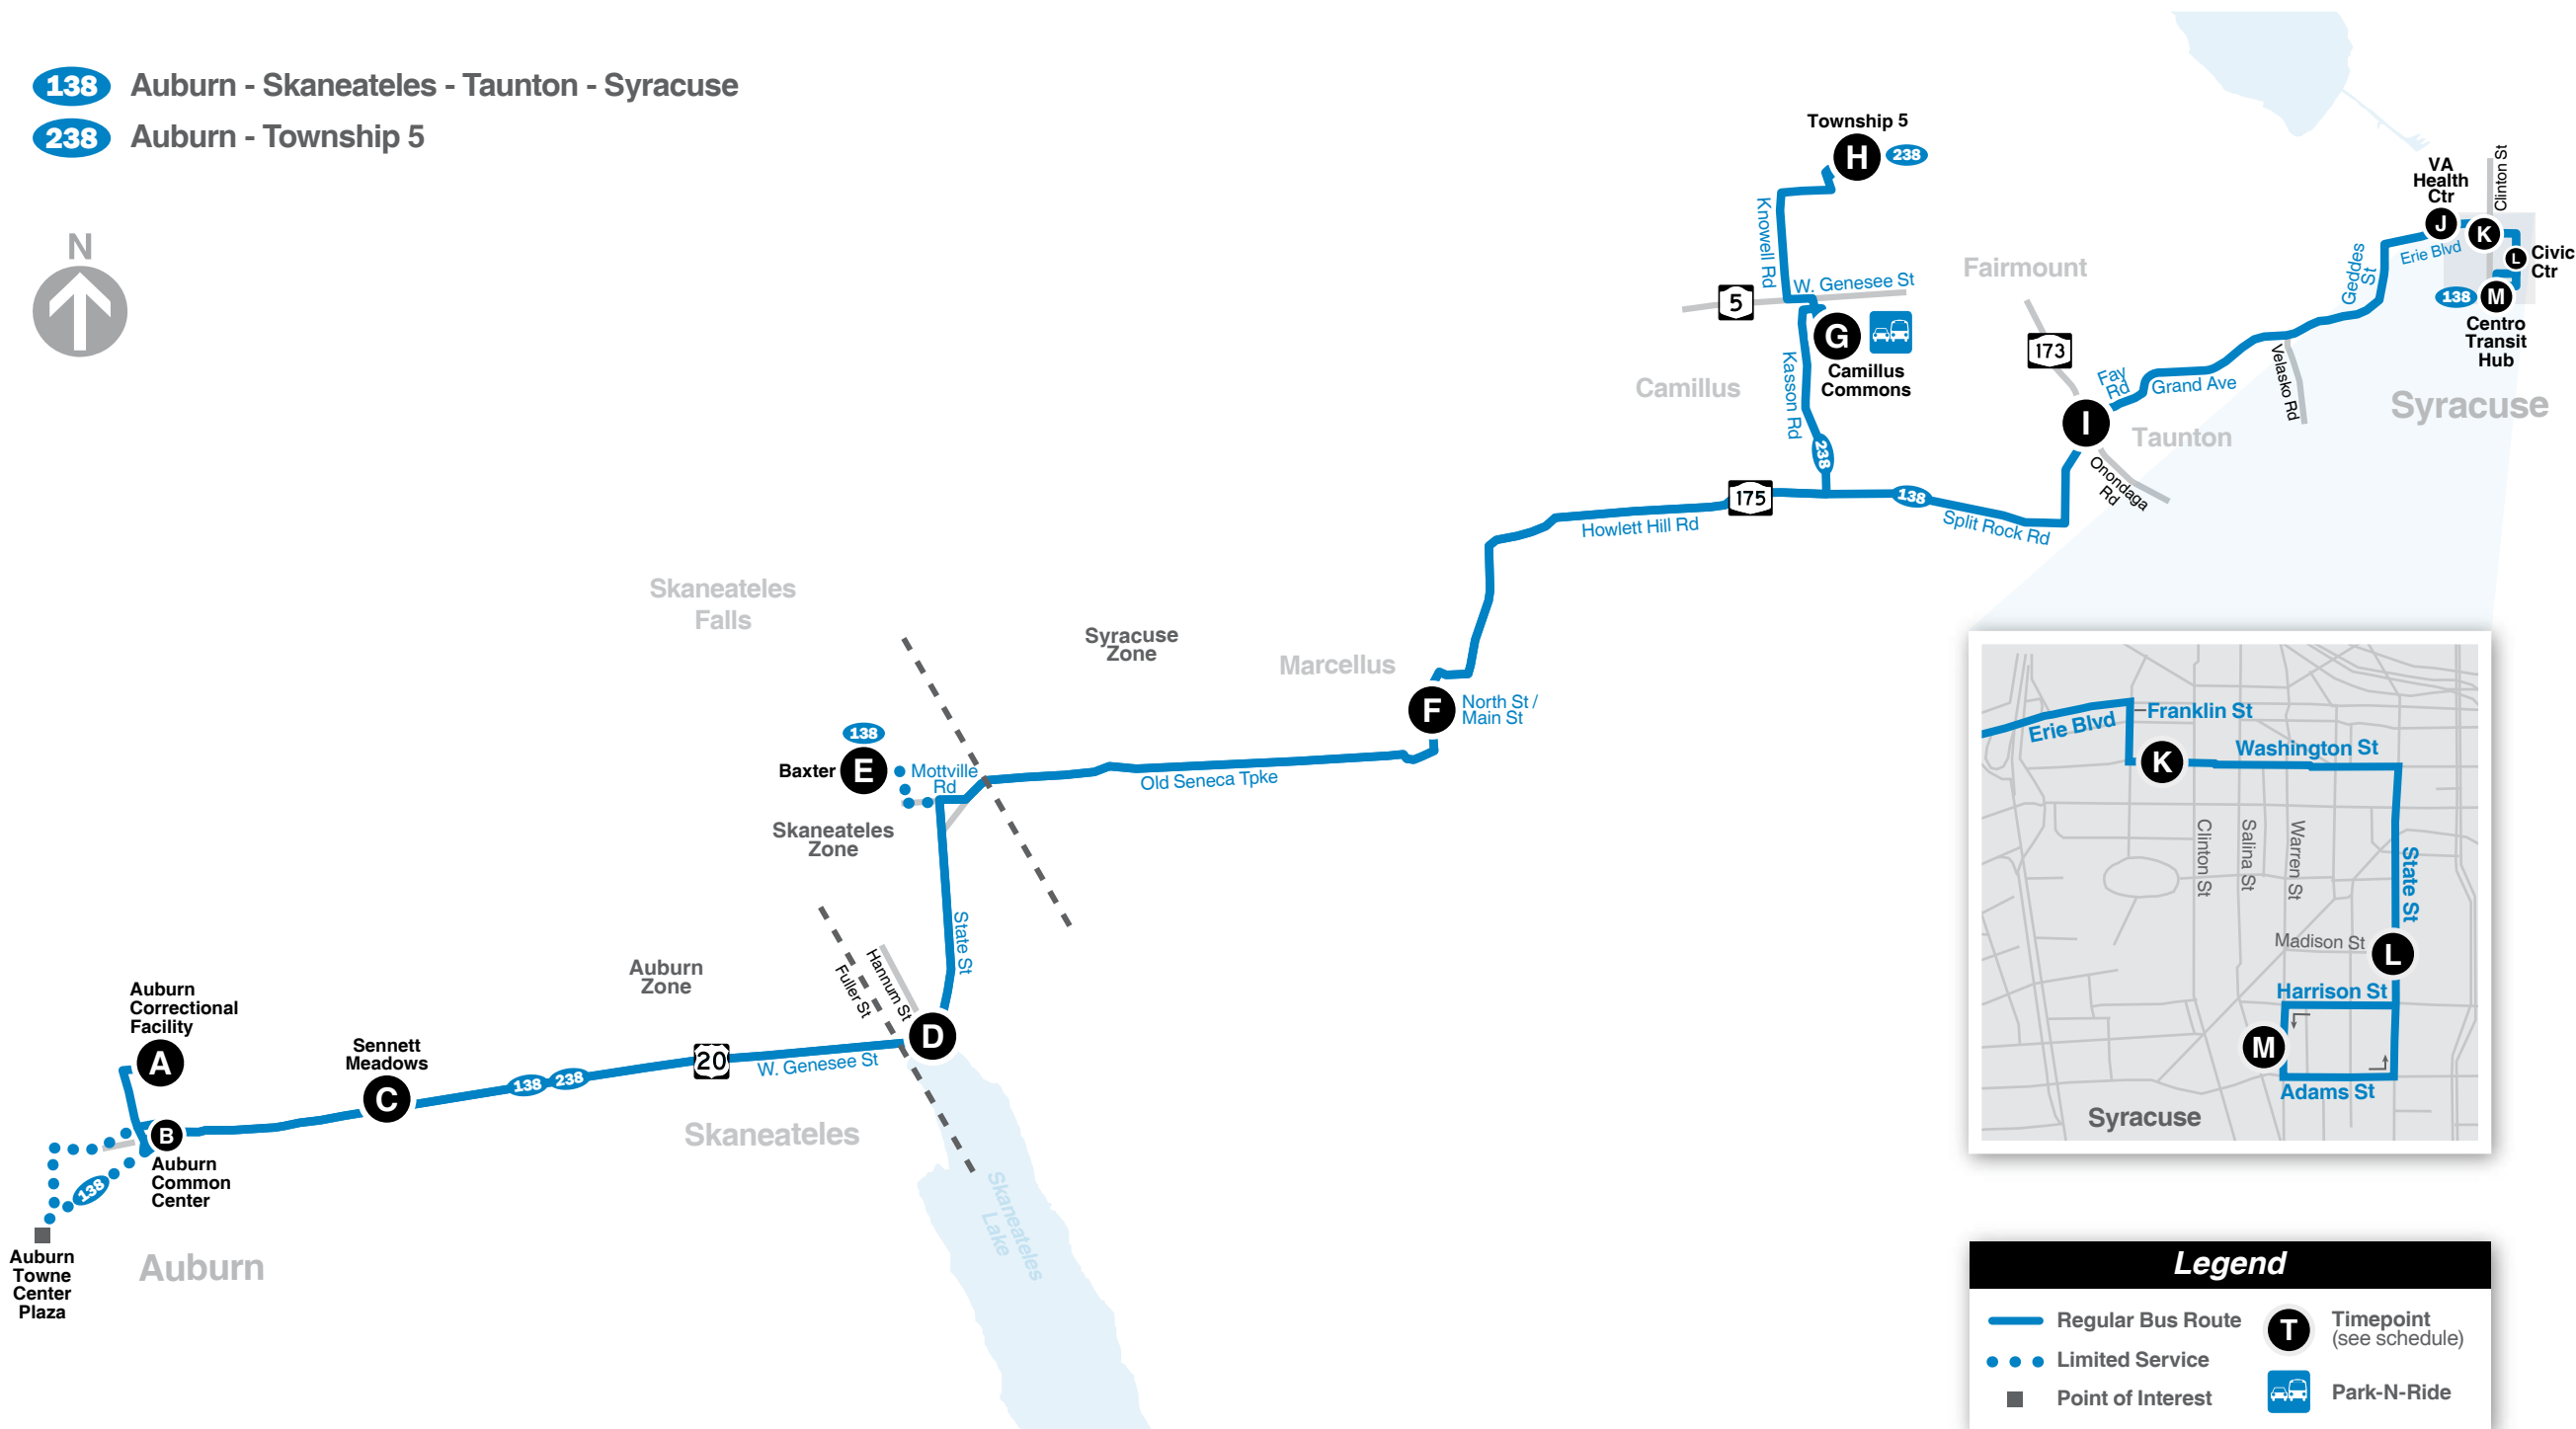 138 Auburn - Skaneateles - Taunton - Syracuse
238 Auburn - Township 5
N
Township 5
H 238
Knowell Rd
W. Genesee St
5
G
Camillus
Commons
Kasson Rd
Camillus
238
Fairmount
173
I
Fay
Rd
Grand Ave
Taunton
Onondaga
Rd
Velasko Rd
Geddes
St
Erie Blvd
VA
Health
Ctr
J
K
Clinton St
L
Civic
Ctr
138 M
Centro
Transit
Hub
Syracuse
175
138
Howlett Hill Rd
Split Rock Rd
Skaneateles
Falls
Syracuse
Zone
Marcellus
F
North St /
Main St
138
Baxter E
Mottville
Rd
Old Seneca Tpke
Skaneateles
Zone
State St
Hannum St
Fuller St
Auburn
Zone
D
Auburn
Correctional
Facility
A
Sennett
Meadows
C
138 238
20
W. Genesee St
Skaneateles
B
Auburn
Common
Center
138
Auburn
Towne
Center
Plaza
Auburn
Skaneateles
Lake
Erie Blvd
Franklin St
K
Washington St
Clinton St
Salina St
Warren St
State St
Madison St
L
Harrison St
M
Adams St
Syracuse
Legend
Regular Bus Route
Limited Service
Point of Interest
T
Timepoint
(see schedule)
Park-N-Ride